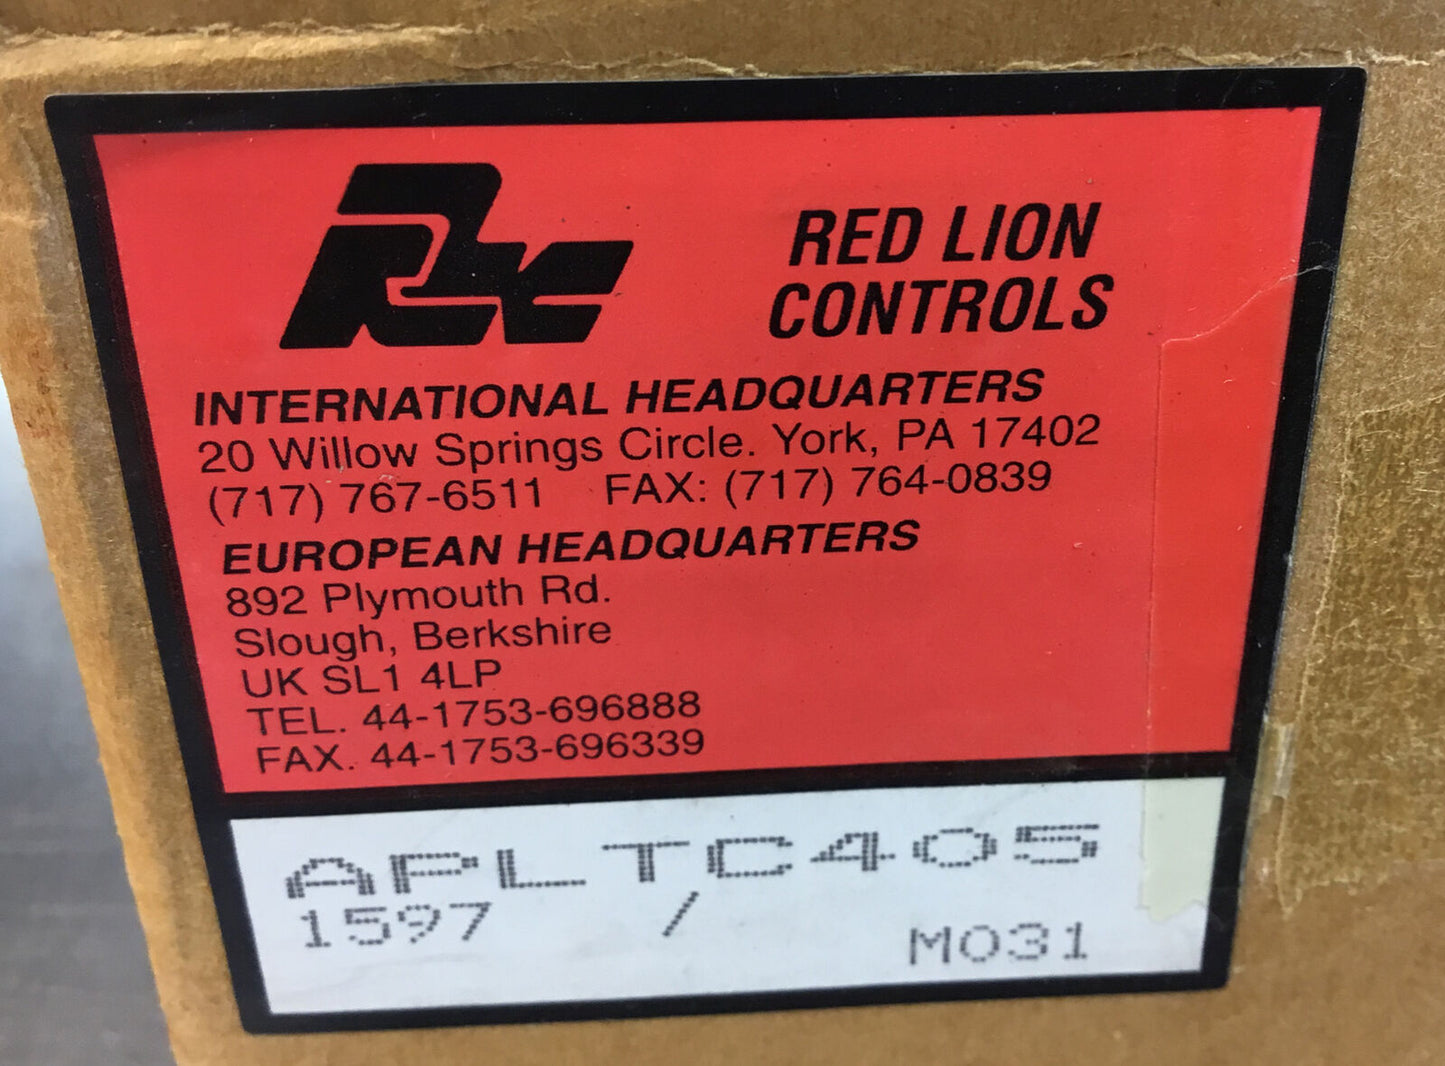 RLC
RED LION
CONTROLS
INTERNATIONAL HEADQUARTERS
20 Willow Springs Circle. York, PA 17402
(717) 767-6511 FAX: (717) 764-0839
EUROPEAN HEADQUARTERS
892 Plymouth Rd.
Slough, Berkshire
UK SL1 4LP
TEL. 44-1753-696888
FAX. 44-1753-696339
APLTC405
1597 / M031